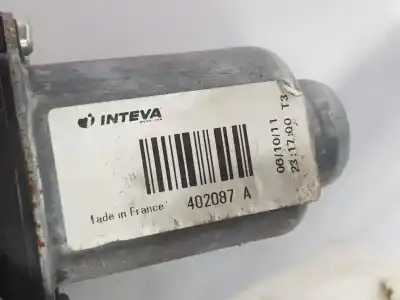 INTEVA
402087 A
Made in France
06/10/11 T3
23:17:00